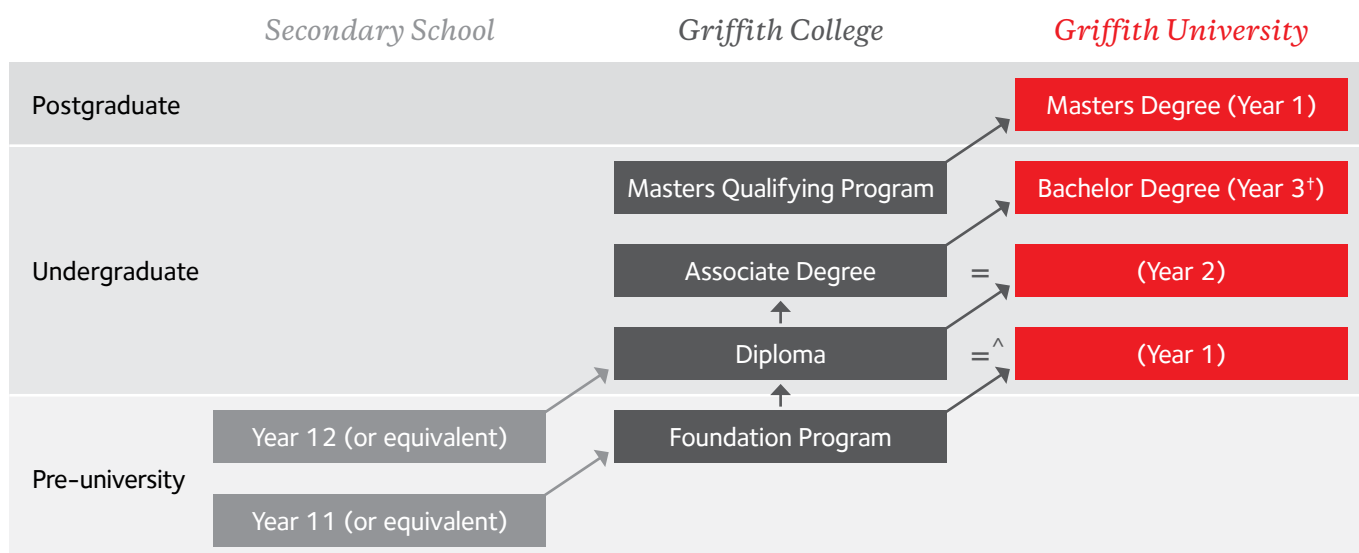 Secondary School Griffith College Griffith University
Postgraduate
Masters Degree (Year 1)
Masters Qualifying Program Bachelor Degree (Year 3†)
Undergraduate
Associate Degree = (Year 2)
Diploma =^ (Year 1)
Year 12 (or equivalent) Foundation Program
Pre-university
Year 11 (or equivalent)